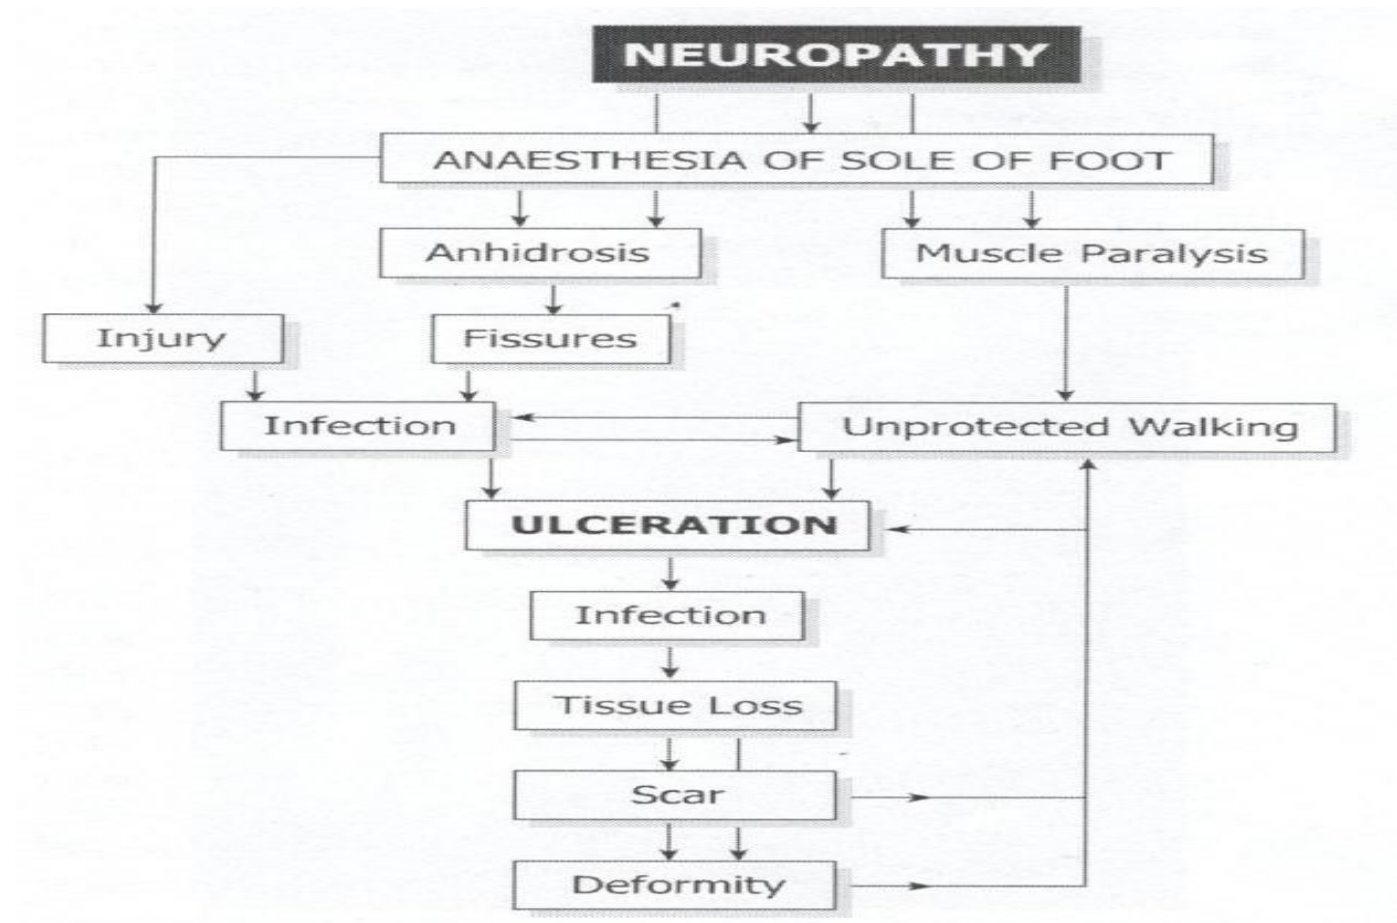 NEUROPATHY
ANAESTHESIA OF SOLE OF FOOT
Anhidrosis
Muscle Paralysis
Injury
Fissures
Infection
Unprotected Walking
ULCERATION
Infection
Tissue Loss
Scar
Deformity